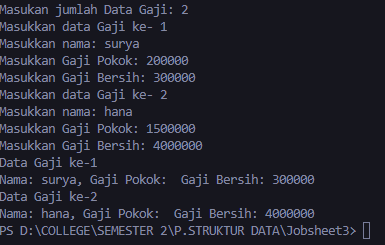 Masukan jumlah Data Gaji: 2
Masukkan data Gaji ke- 1
Masukkan nama: surya
Masukkan Gaji Pokok: 200000
Masukkan Gaji Bersih: 300000
Masukkan data Gaji ke- 2
Masukkan nama: hana
Masukkan Gaji Pokok: 1500000
Masukkan Gaji Bersih: 4000000
Data Gaji ke-1
Nama: surya, Gaji Pokok:  Gaji Bersih: 300000
Data Gaji ke-2
Nama: hana, Gaji Pokok:  Gaji Bersih: 4000000
PS D:\COLLEGE\SEMESTER 2\P.STRUKTUR DATA\Jobsheet3>